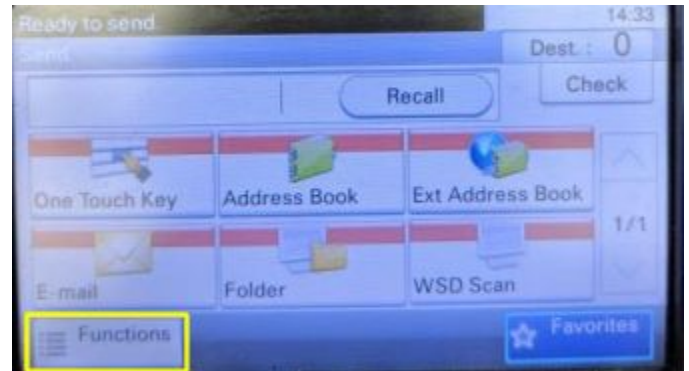 Ready to send
14:33
Send
Dest. : 0
Recall
Check
One Touch Key
Address Book
Ext Address Book
1/1
E-mail
Folder
WSD Scan
Functions
Favorites